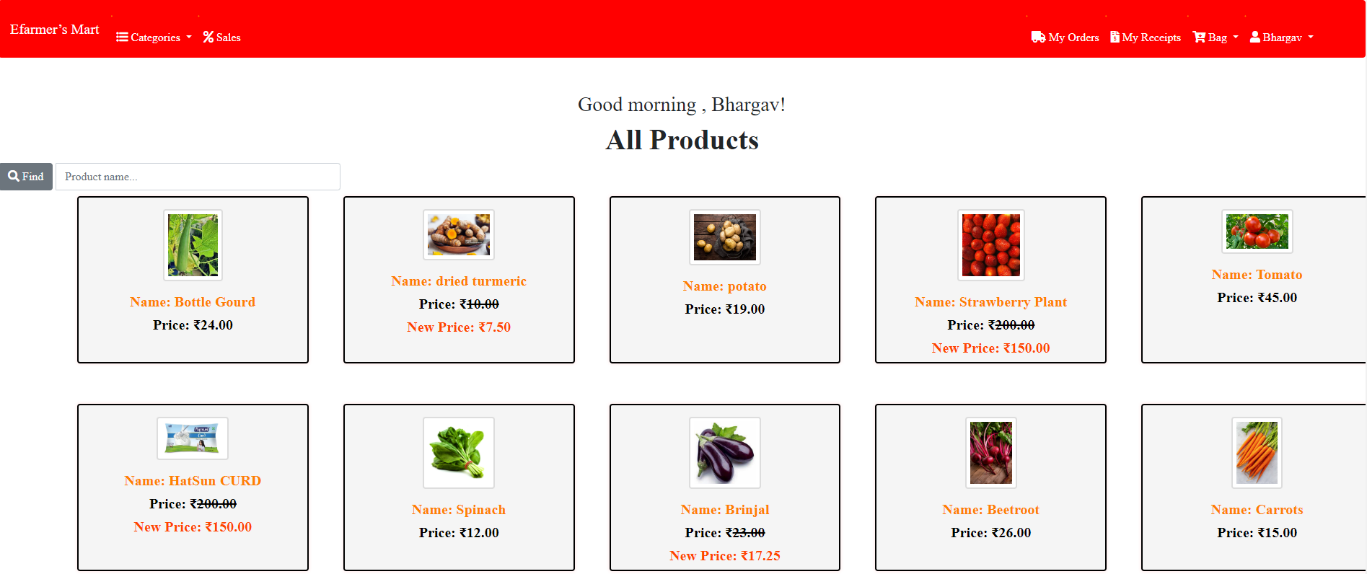 Efarmer's Mart
Categories
Sales
My Orders
My Receipts
Bag
Bhargav
Good morning , Bhargav!
All Products
Find
Product name...
Name: Bottle Gourd
Price: ₹24.00
Name: dried turmeric
Price: ₹10.00
New Price: ₹7.50
Name: potato
Price: ₹19.00
Name: Strawberry Plant
Price: ₹200.00
New Price: ₹150.00
Name: Tomato
Price: ₹45.00
Name: HatSun CURD
Price: ₹200.00
New Price: ₹150.00
Name: Spinach
Price: ₹12.00
Name: Brinjal
Price: ₹23.00
New Price: ₹17.25
Name: Beetroot
Price: ₹26.00
Name: Carrots
Price: ₹15.00